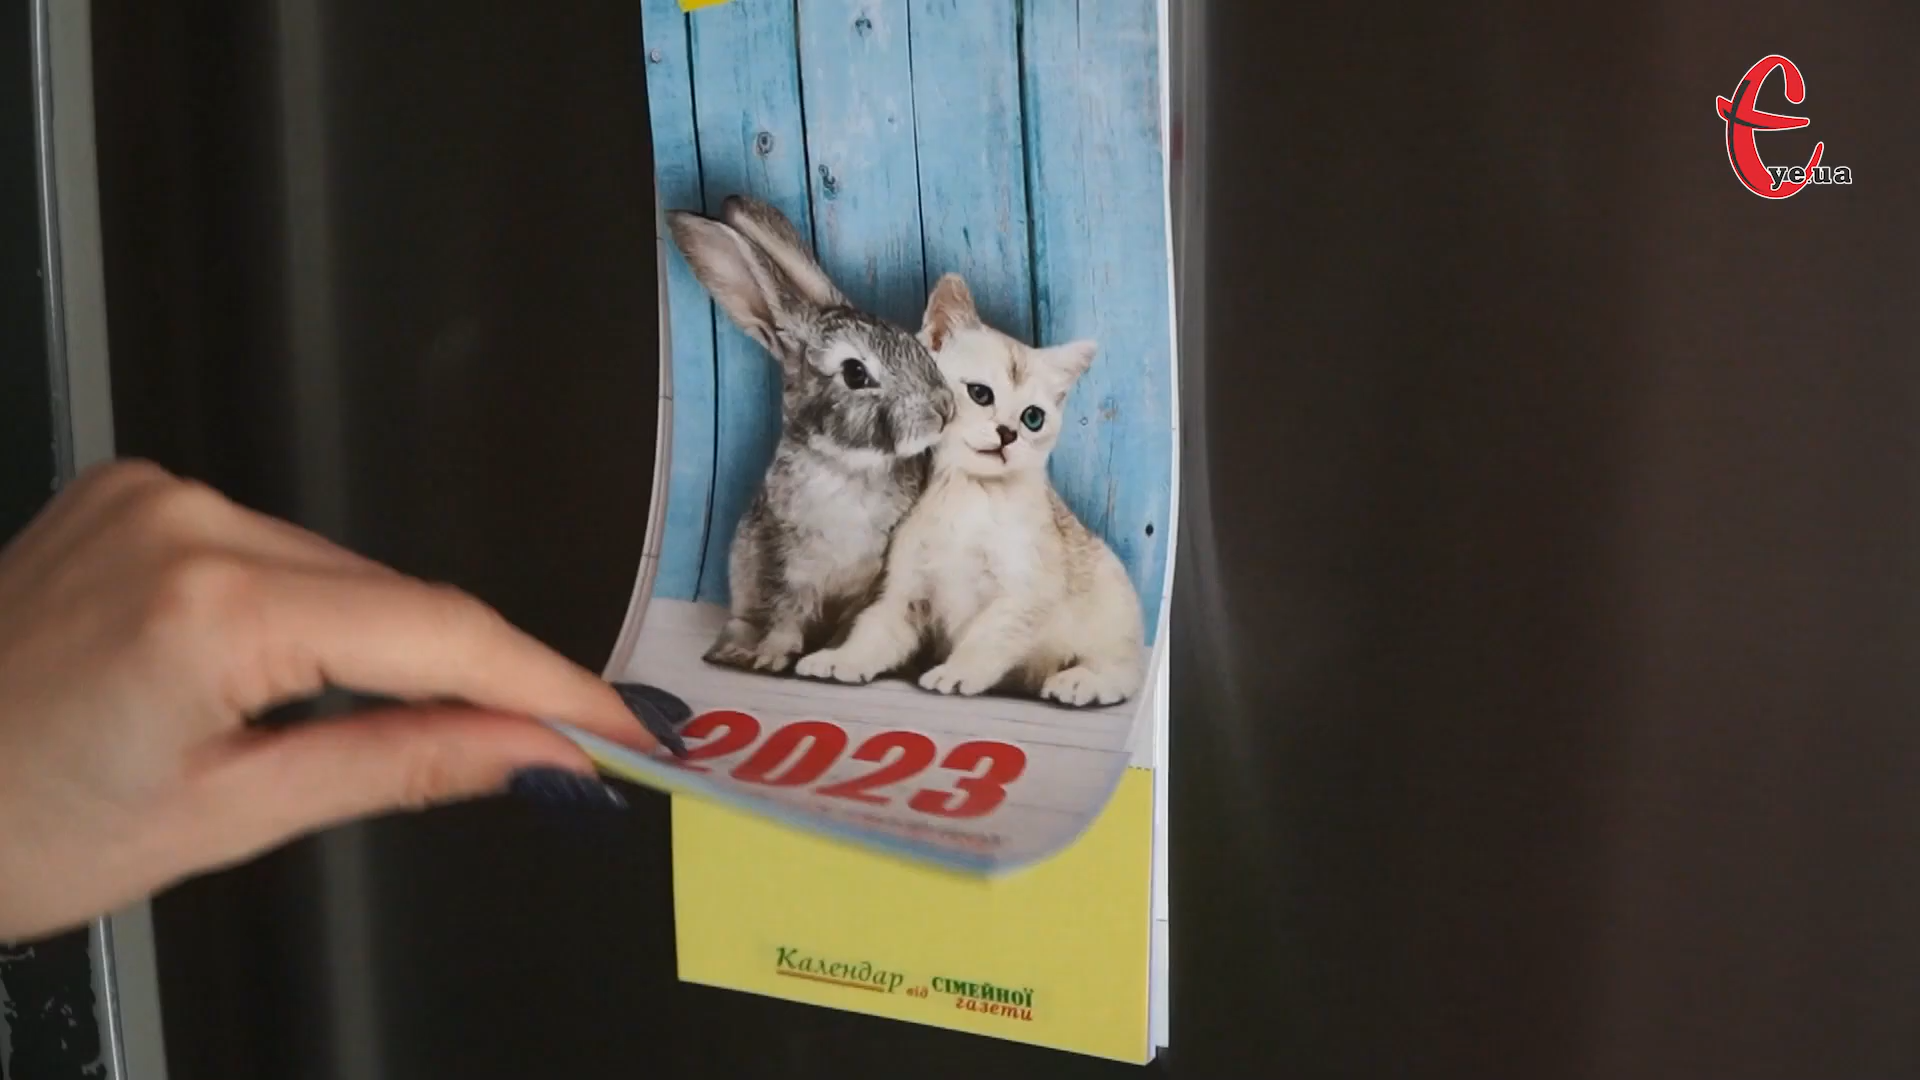 Є
ye.ua
2023
Календар
від СІМЕЙНОЇ
газети